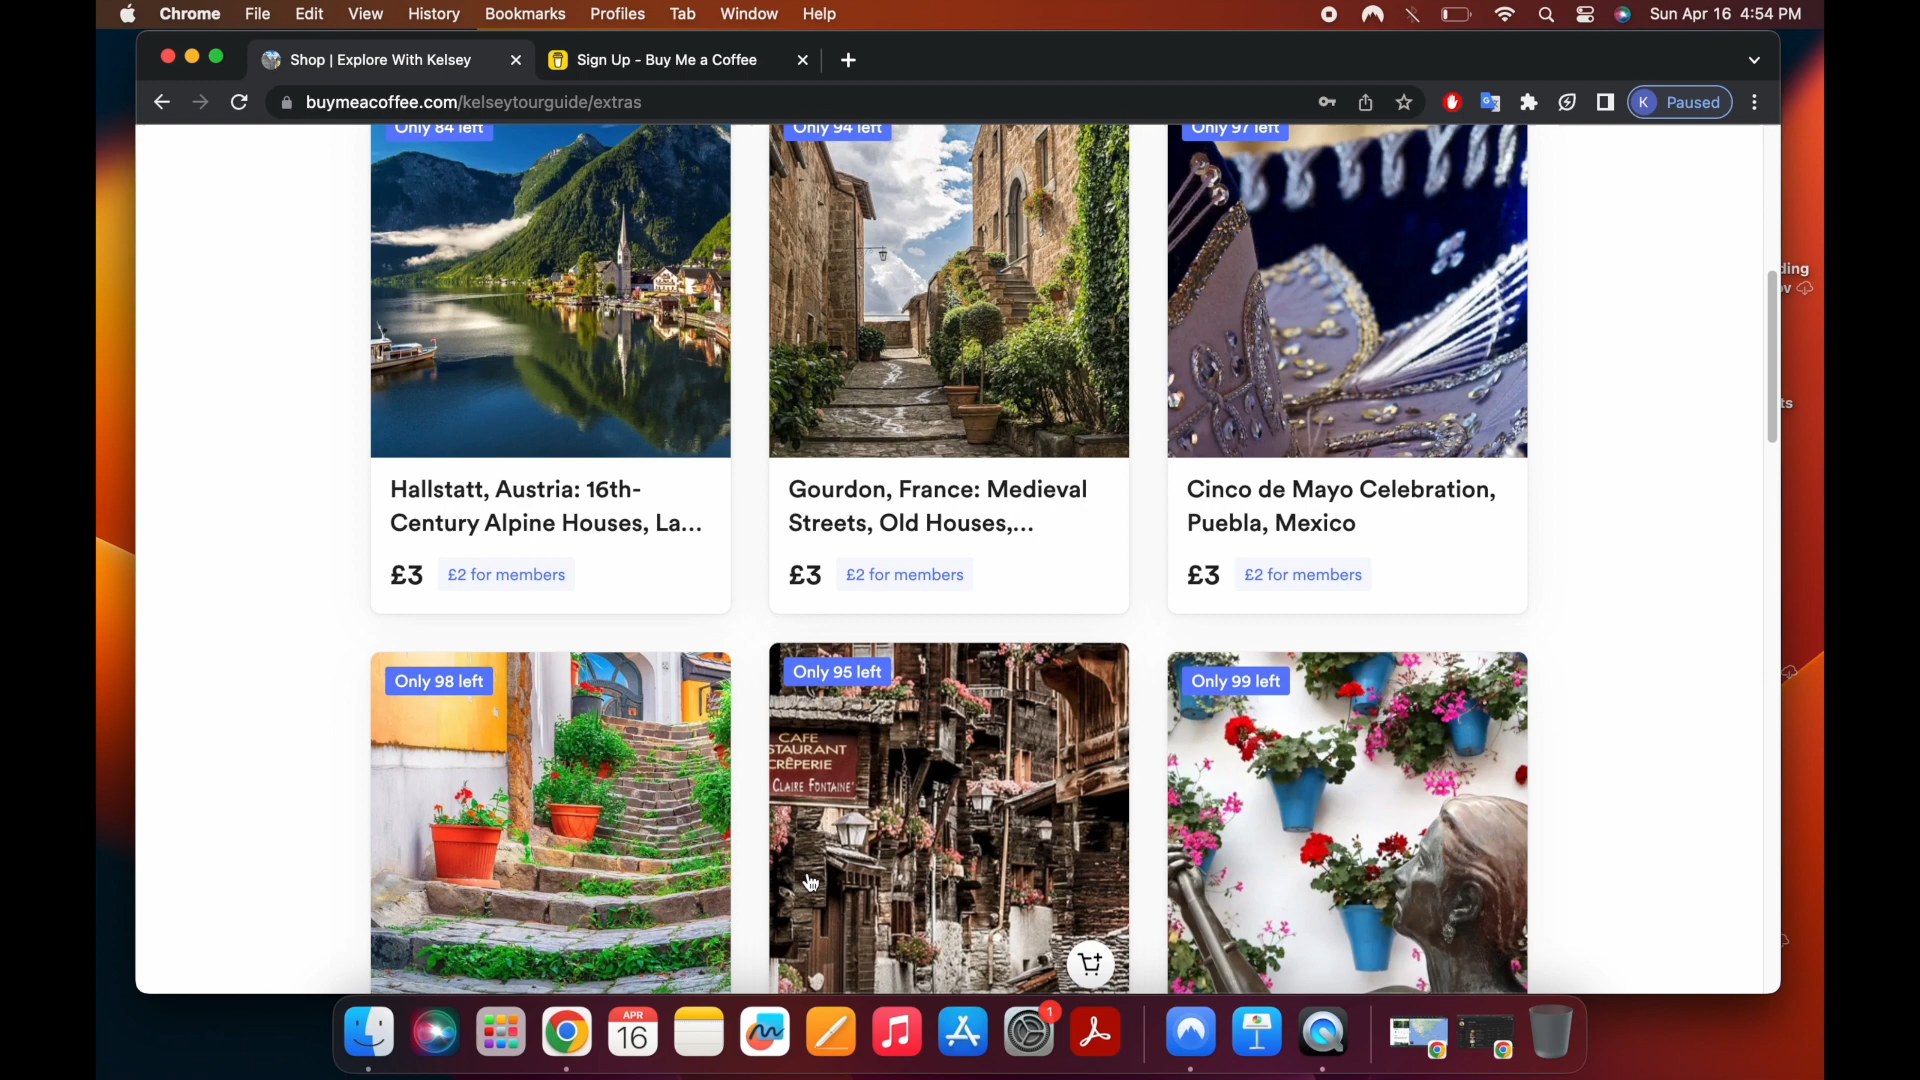 Chrome File Edit View History Bookmarks Profiles Tab Window Help Sun Apr 16 4:54 PM
Shop | Explore With Kelsey Sign Up - Buy Me a Coffee
buymeacoffee.com/kelseytourguide/extras K Paused
Only 84 left Only 94 left Only 97 left
Hallstatt, Austria: 16th-
Century Alpine Houses, La...
£3 £2 for members
Gourdon, France: Medieval
Streets, Old Houses,...
£3 £2 for members
Cinco de Mayo Celebration,
Puebla, Mexico
£3 £2 for members
Only 98 left
Only 95 left
CAFE
STAURANT
CRÊPERIE
CLAIRE FONTAINE
Only 99 left
ding
ov
ts
APR
16
1